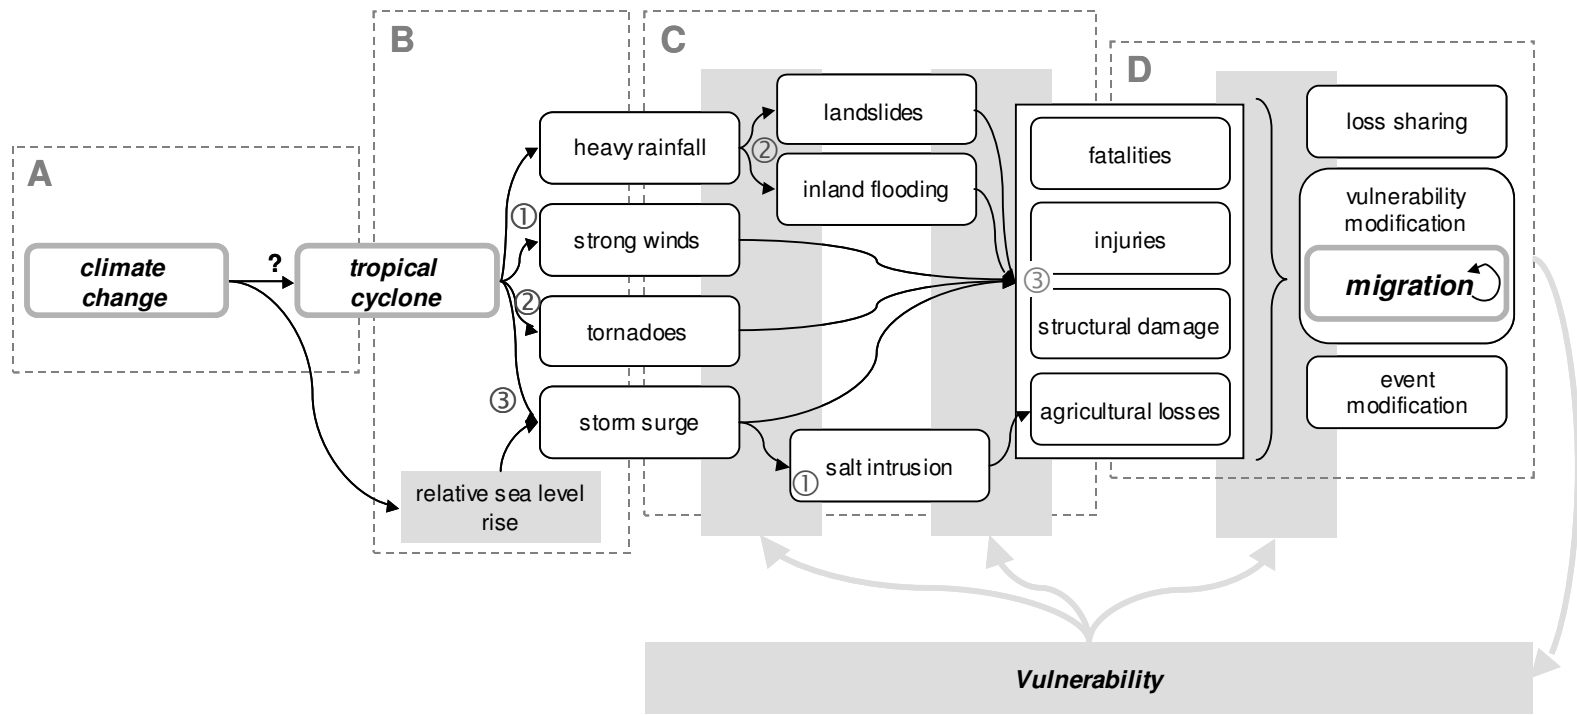 A
climate
change
?
B
tropical
cyclone
heavy rainfall
①
strong winds
②
tornadoes
③
storm surge
relative sea level
rise
C
landslides
②
inland flooding
①
salt intrusion
③
fatalities
injuries
structural damage
agricultural losses
D
loss sharing
vulnerability
modification
migration
event
modification
Vulnerability